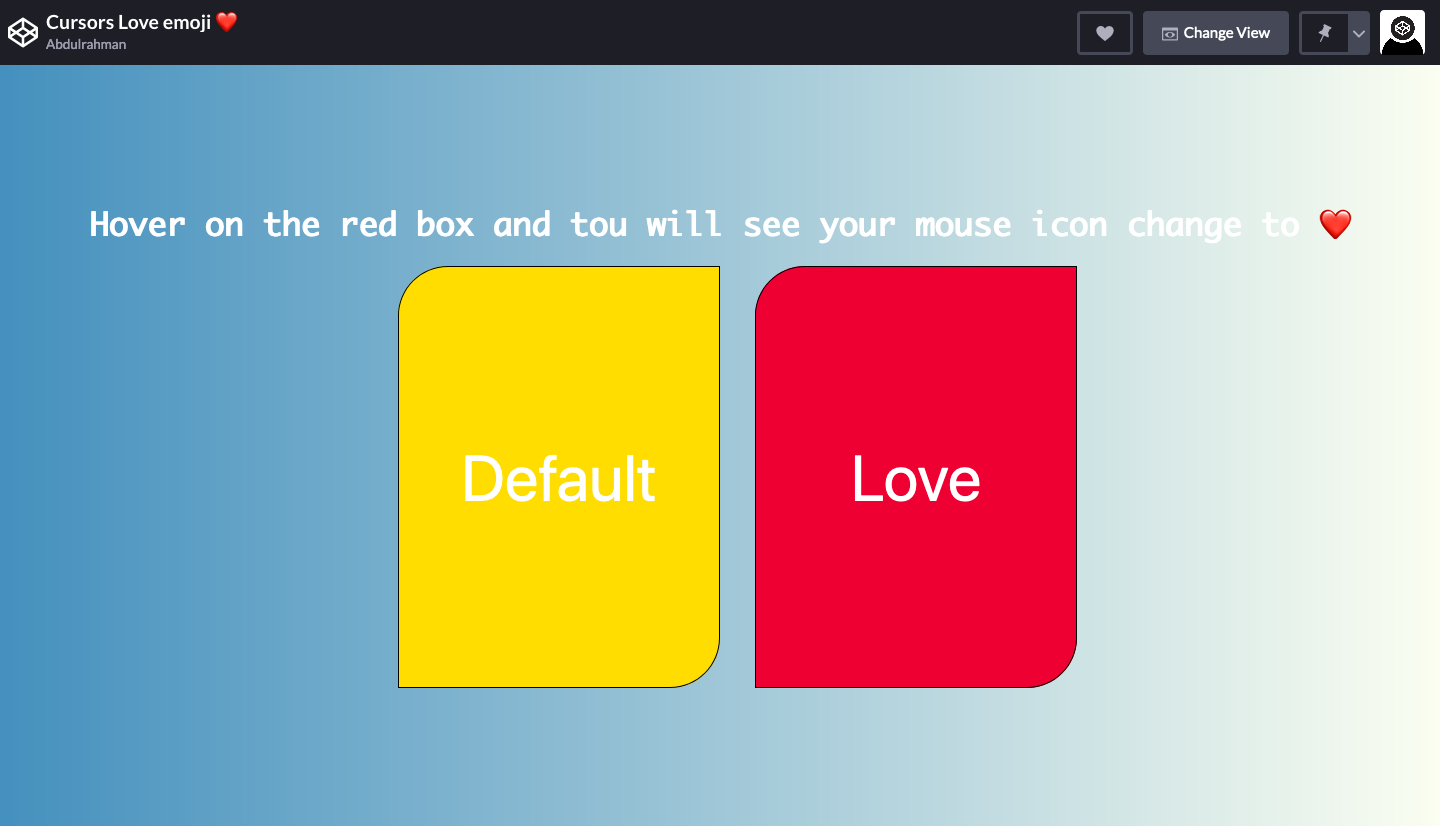 Cursors Love emoji ❤️
Abdulrahman
Change View
Hover on the red box and tou will see your mouse icon change to ❤️
Default
Love